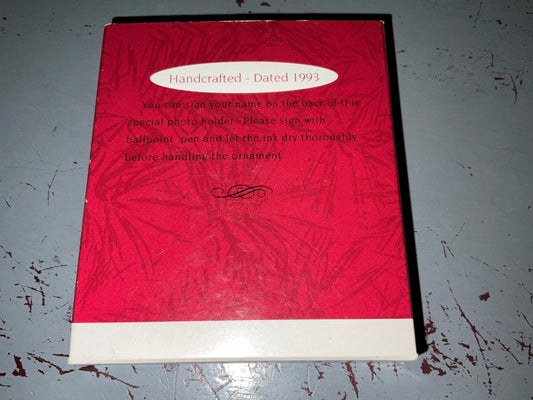 Handcrafted - Dated 1993
You can sign your name on the back of this
special photo holder. Please sign with
ballpoint pen and let the ink dry thoroughly
before handling the ornament